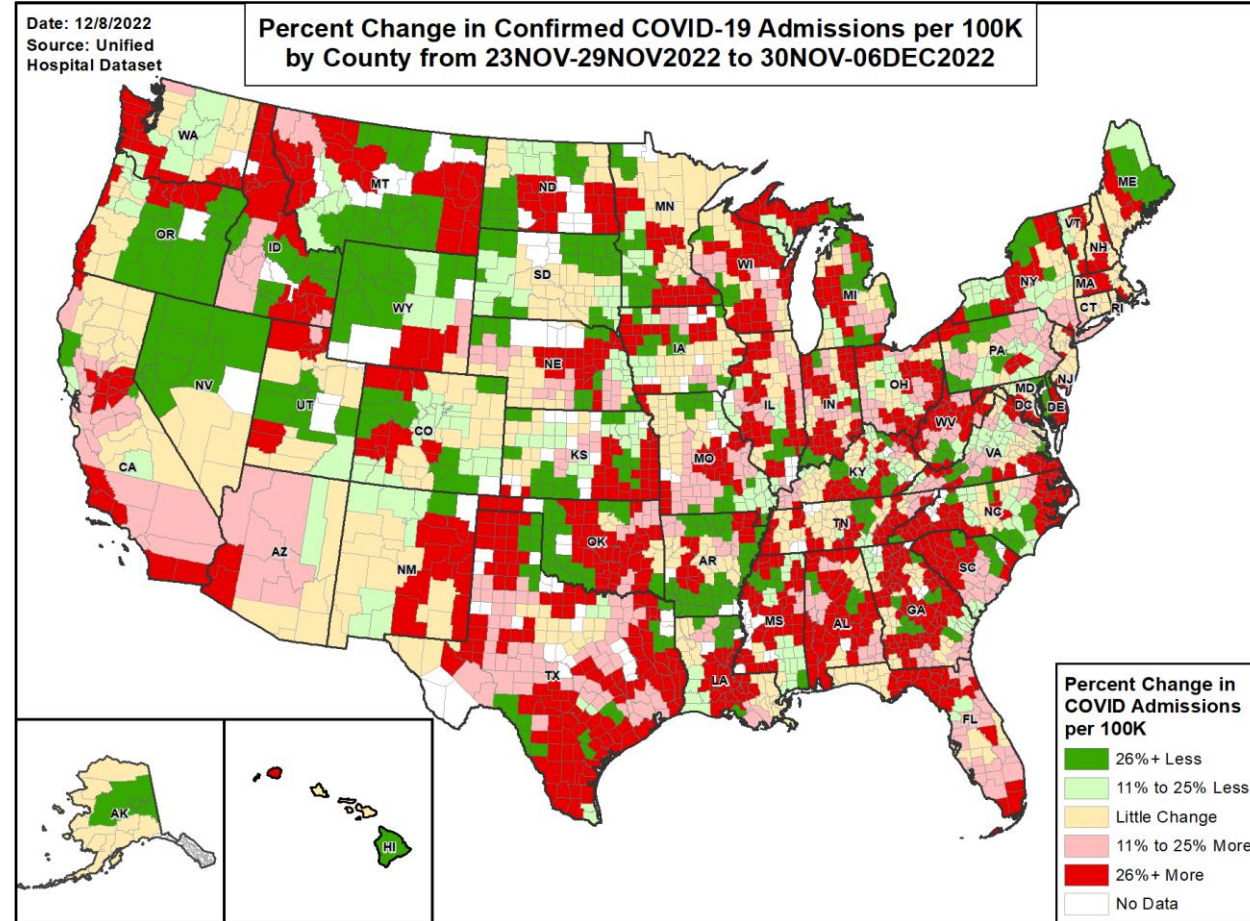 Date: 12/8/2022
Source: Unified
Hospital Dataset
Percent Change in Confirmed COVID-19 Admissions per 100K
by County from 23NOV-29NOV2022 to 30NOV-06DEC2022
WA
MT
ND
MN
ME
OR
ID
SD
WI
MI
VT
NH
NY
MA
CT
RI
WY
NE
IA
PA
NJ
NV
UT
CO
IL
IN
OH
MD
DC
DE
WV
VA
CA
KS
MO
KY
NC
TN
AZ
NM
OK
AR
SC
MS
AL
GA
TX
LA
FL
AK
HI
Percent Change in
COVID Admissions
per 100K
26%+ Less
11% to 25% Less
Little Change
11% to 25% More
26%+ More
No Data